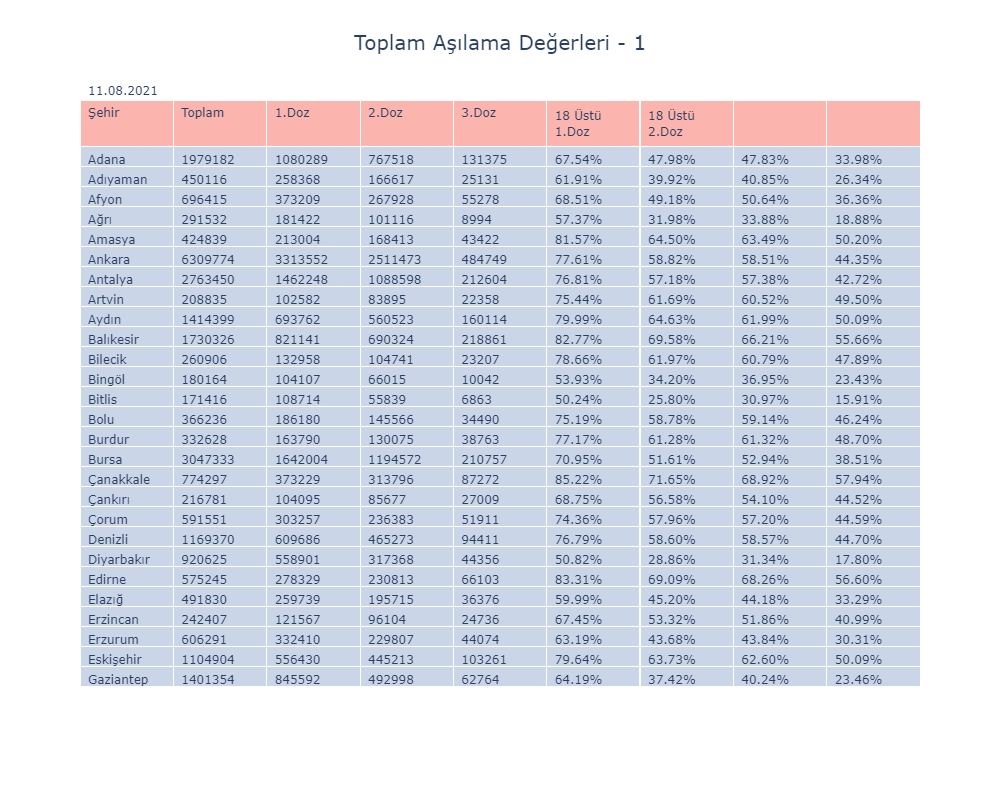 Toplam Aşılama Değerleri - 1
11.08.2021
Şehir Toplam 1.Doz 2.Doz 3.Doz 18 Üstü 1.Doz 18 Üstü 2.Doz
Adana 1979182 1080289 767518 131375 67.54% 47.98% 47.83% 33.98%
Adıyaman 450116 258368 166617 25131 61.91% 39.92% 40.85% 26.34%
Afyon 696415 373209 267928 55278 68.51% 49.18% 50.64% 36.36%
Ağrı 291532 181422 101116 8994 57.37% 31.98% 33.88% 18.88%
Amasya 424839 213004 168413 43422 81.57% 64.50% 63.49% 50.20%
Ankara 6309774 3313552 2511473 484749 77.61% 58.82% 58.51% 44.35%
Antalya 2763450 1462248 1088598 212604 76.81% 57.18% 57.38% 42.72%
Artvin 208835 102582 83895 22358 75.44% 61.69% 60.52% 49.50%
Aydın 1414399 693762 560523 160114 79.99% 64.63% 61.99% 50.09%
Balıkesir 1730326 821141 690324 218861 82.77% 69.58% 66.21% 55.66%
Bilecik 260906 132958 104741 23207 78.66% 61.97% 60.79% 47.89%
Bingöl 180164 104107 66015 10042 53.93% 34.20% 36.95% 23.43%
Bitlis 171416 108714 55839 6863 50.24% 25.80% 30.97% 15.91%
Bolu 366236 186180 145566 34490 75.19% 58.78% 59.14% 46.24%
Burdur 332628 163790 130075 38763 77.17% 61.28% 61.32% 48.70%
Bursa 3047333 1642004 1194572 210757 70.95% 51.61% 52.94% 38.51%
Çanakkale 774297 373229 313796 87272 85.22% 71.65% 68.92% 57.94%
Çankırı 216781 104095 85677 27009 68.75% 56.58% 54.10% 44.52%
Çorum 591551 303257 236383 51911 74.36% 57.96% 57.20% 44.59%
Denizli 1169370 609686 465273 94411 76.79% 58.60% 58.57% 44.70%
Diyarbakır 920625 558901 317368 44356 50.82% 28.86% 31.34% 17.80%
Edirne 575245 278329 230813 66103 83.31% 69.09% 68.26% 56.60%
Elazığ 491830 259739 195715 36376 59.99% 45.20% 44.18% 33.29%
Erzincan 242407 121567 96104 24736 67.45% 53.32% 51.86% 40.99%
Erzurum 606291 332410 229807 44074 63.19% 43.68% 43.84% 30.31%
Eskişehir 1104904 556430 445213 103261 79.64% 63.73% 62.60% 50.09%
Gaziantep 1401354 845592 492998 62764 64.19% 37.42% 40.24% 23.46%